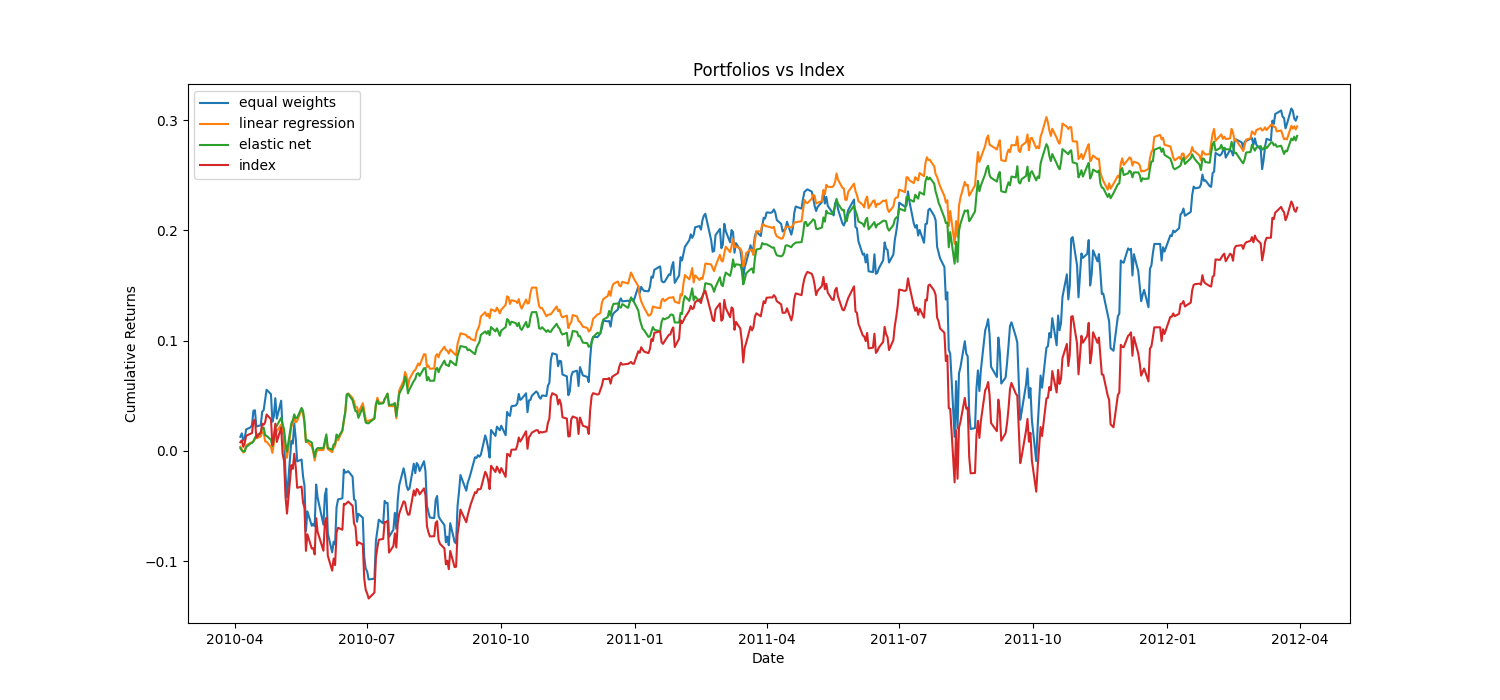 Portfolios vs Index
equal weights
linear regression
elastic net
index
Cumulative Returns
0.3
0.2
0.1
0.0
−0.1
2010-04 2010-07 2010-10 2011-01 2011-04 2011-07 2011-10 2012-01 2012-04
Date